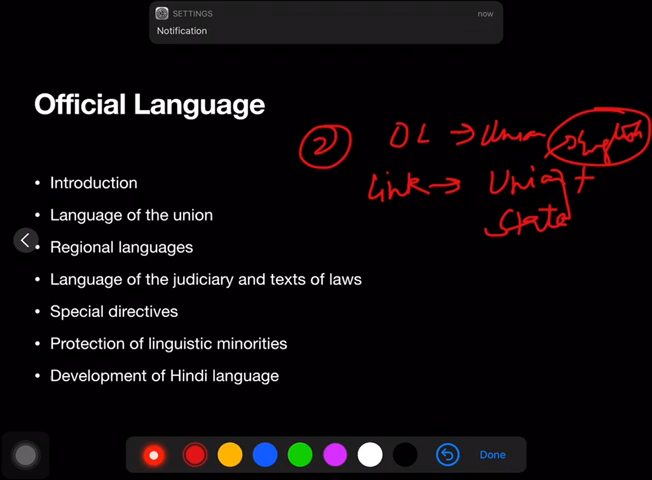 SETTINGS
now
Notification
Official Language
② OL → Union → English
Link → Union +
State
• Introduction
• Language of the union
• Regional languages
• Language of the judiciary and texts of laws
• Special directives
• Protection of linguistic minorities
• Development of Hindi language
Done